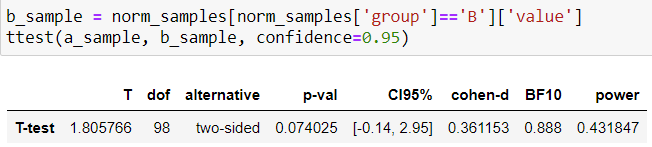 b_sample = norm_samples[norm_samples['group']=='B']['value']
ttest(a_sample, b_sample, confidence=0.95)
T dof alternative p-val CI95% cohen-d BF10 power
T-test 1.805766 98 two-sided 0.074025 [-0.14, 2.95] 0.361153 0.888 0.431847